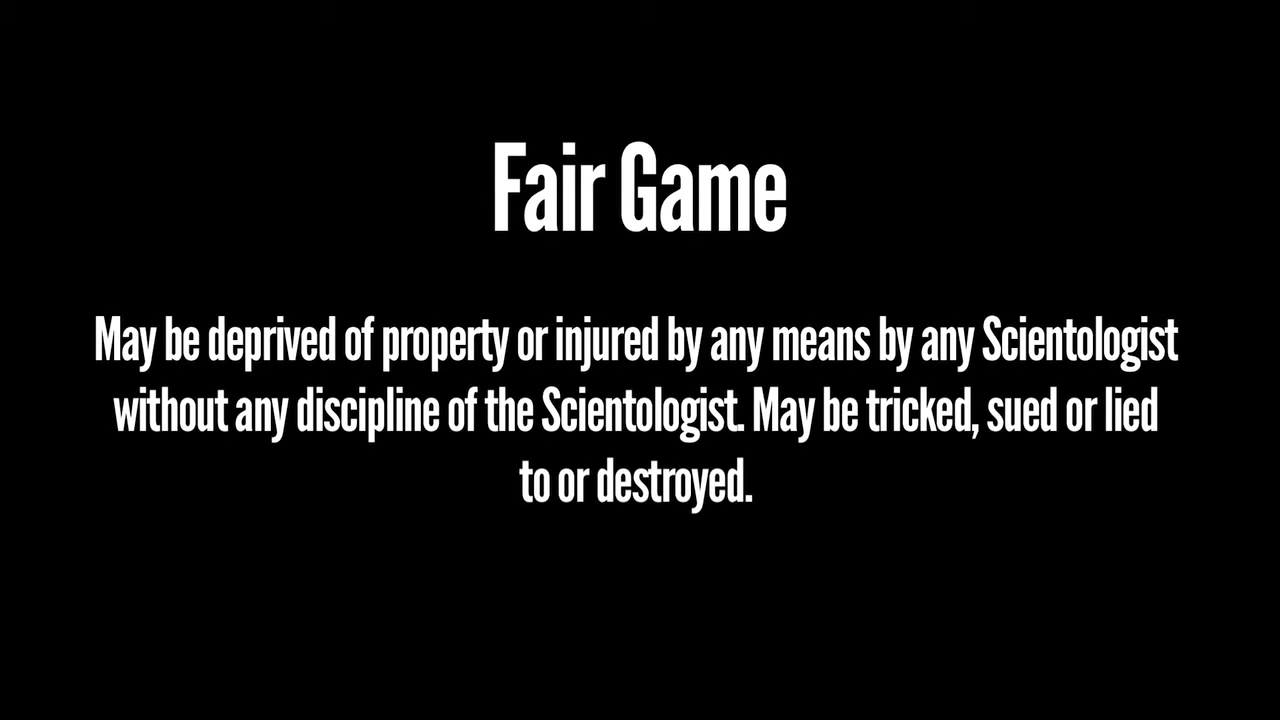 Fair Game
May be deprived of property or injured by any means by any Scientologist
without any discipline of the Scientologist. May be tricked, sued or lied
to or destroyed.